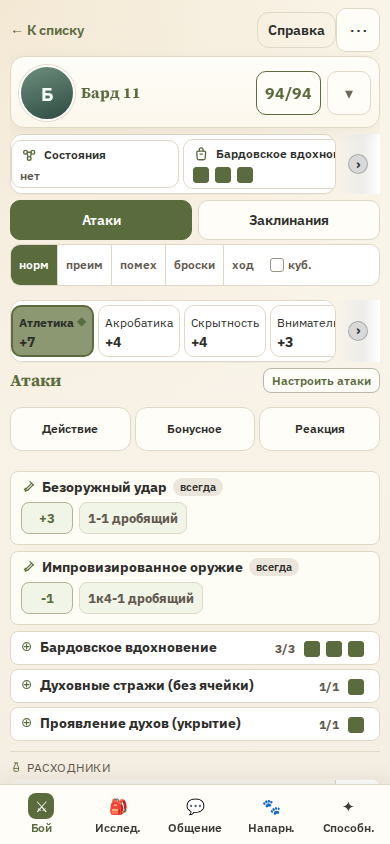 ← К списку
Справка
...
Б
Бард 11
94/94
▼
Состояния
нет
Бардовское вдохно
›
Атаки
Заклинания
норм
преим
помех
броски
ход
куб.
Атлетика
+7
Акробатика
+4
Скрытность
+4
Внимател
+3
›
Атаки
Настроить атаки
Действие
Бонусное
Реакция
Безоружный удар
всегда
+3
1-1 дробящий
Импровизированное оружие
всегда
-1
1к4-1 дробящий
Бардовское вдохновение
3/3
Духовные стражи (без ячейки)
1/1
Проявление духов (укрытие)
1/1
РАСХОДНИКИ
Бой
Исслед.
Общение
Напарн.
Способн.